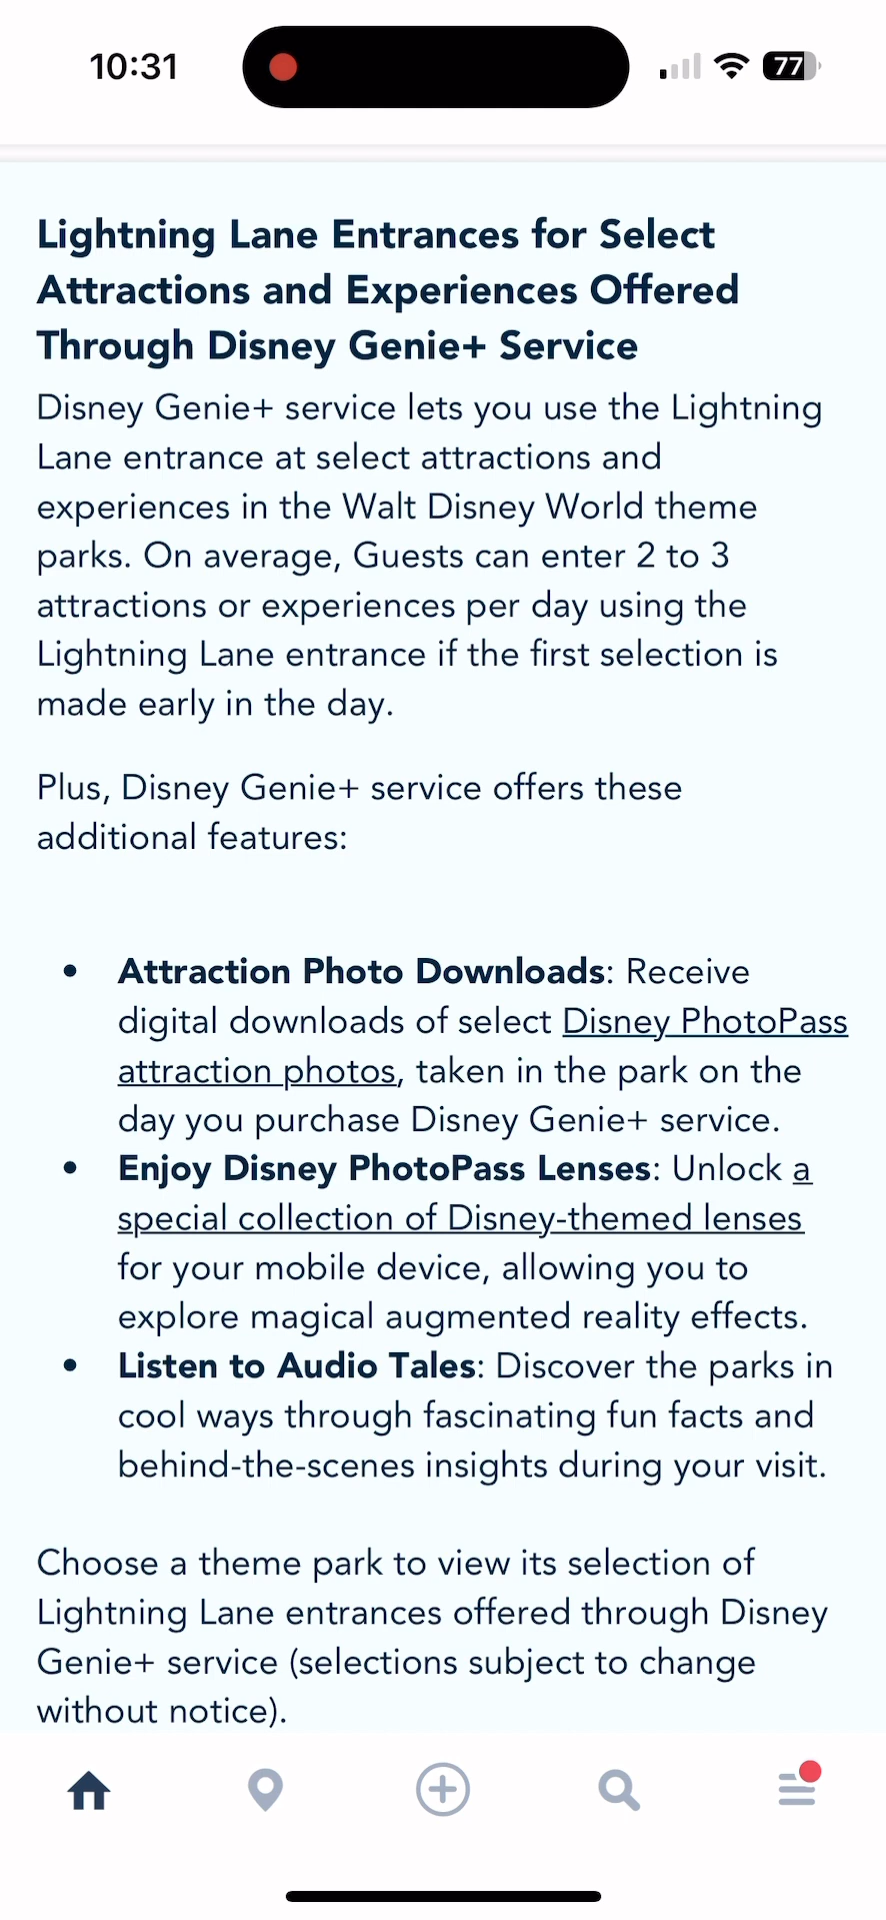 10:31
77
Lightning Lane Entrances for Select
Attractions and Experiences Offered
Through Disney Genie+ Service
Disney Genie+ service lets you use the Lightning
Lane entrance at select attractions and
experiences in the Walt Disney World theme
parks. On average, Guests can enter 2 to 3
attractions or experiences per day using the
Lightning Lane entrance if the first selection is
made early in the day.
Plus, Disney Genie+ service offers these
additional features:
• Attraction Photo Downloads: Receive
digital downloads of select Disney PhotoPass
attraction photos, taken in the park on the
day you purchase Disney Genie+ service.
• Enjoy Disney PhotoPass Lenses: Unlock a
special collection of Disney-themed lenses
for your mobile device, allowing you to
explore magical augmented reality effects.
• Listen to Audio Tales: Discover the parks in
cool ways through fascinating fun facts and
behind-the-scenes insights during your visit.
Choose a theme park to view its selection of
Lightning Lane entrances offered through Disney
Genie+ service (selections subject to change
without notice).